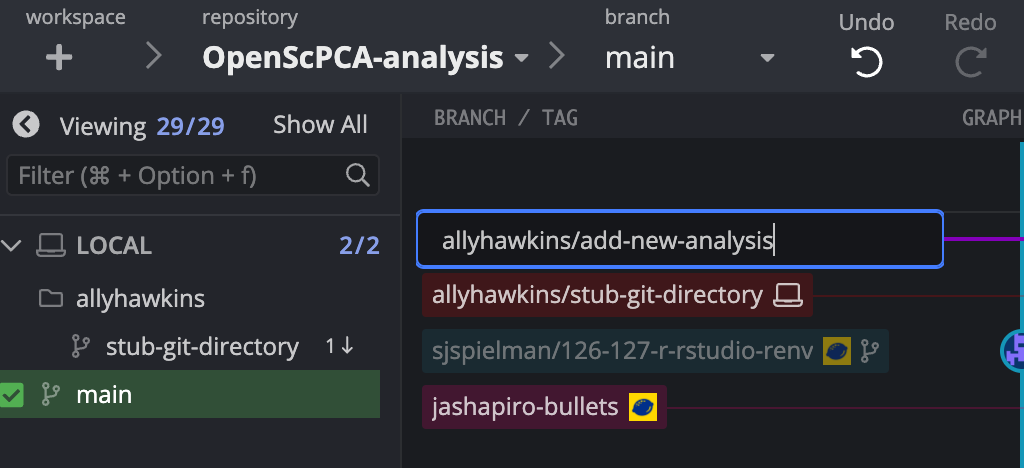 workspace
repository
branch
Undo
Redo
OpenScPCA-analysis
main
Viewing 29/29
Show All
BRANCH / TAG
GRAPH
Filter (⌘ + Option + f)
LOCAL
2/2
allyhawkins
stub-git-directory
1↓
main
allyhawkins/add-new-analysis
allyhawkins/stub-git-directory
sjspielman/126-127-r-rstudio-renv
jashapiro-bullets